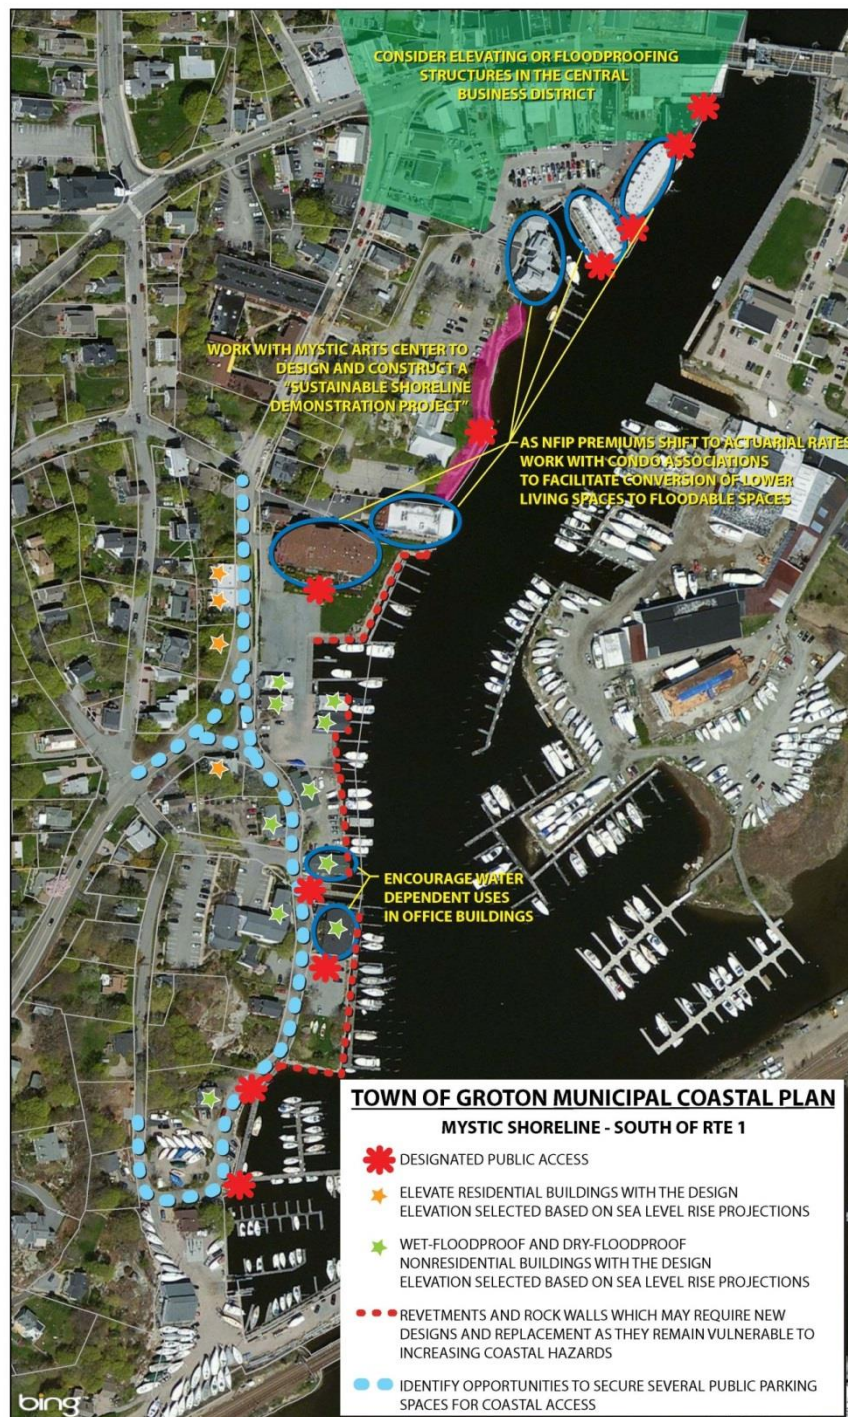 CONSIDER ELEVATING OR FLOODPROOFING
STRUCTURES IN THE CENTRAL
BUSINESS DISTRICT
WORK WITH MYSTIC ARTS CENTER TO
DESIGN AND CONSTRUCT A
"SUSTAINABLE SHORELINE
DEMONSTRATION PROJECT"
AS NFIP PREMIUMS SHIFT TO ACTUARIAL RATES
WORK WITH CONDO ASSOCIATIONS
TO FACILITATE CONVERSION OF LOWER
LIVING SPACES TO FLOODABLE SPACES
ENCOURAGE WATER
DEPENDENT USES
IN OFFICE BUILDINGS
TOWN OF GROTON MUNICIPAL COASTAL PLAN
MYSTIC SHORELINE - SOUTH OF RTE 1
DESIGNATED PUBLIC ACCESS
ELEVATE RESIDENTIAL BUILDINGS WITH THE DESIGN
ELEVATION SELECTED BASED ON SEA LEVEL RISE PROJECTIONS
WET-FLOODPROOF AND DRY-FLOODPROOF
NONRESIDENTIAL BUILDINGS WITH THE DESIGN
ELEVATION SELECTED BASED ON SEA LEVEL RISE PROJECTIONS
REVETMENTS AND ROCK WALLS WHICH MAY REQUIRE NEW
DESIGNS AND REPLACEMENT AS THEY REMAIN VULNERABLE TO
INCREASING COASTAL HAZARDS
IDENTIFY OPPORTUNITIES TO SECURE SEVERAL PUBLIC PARKING
SPACES FOR COASTAL ACCESS
bing